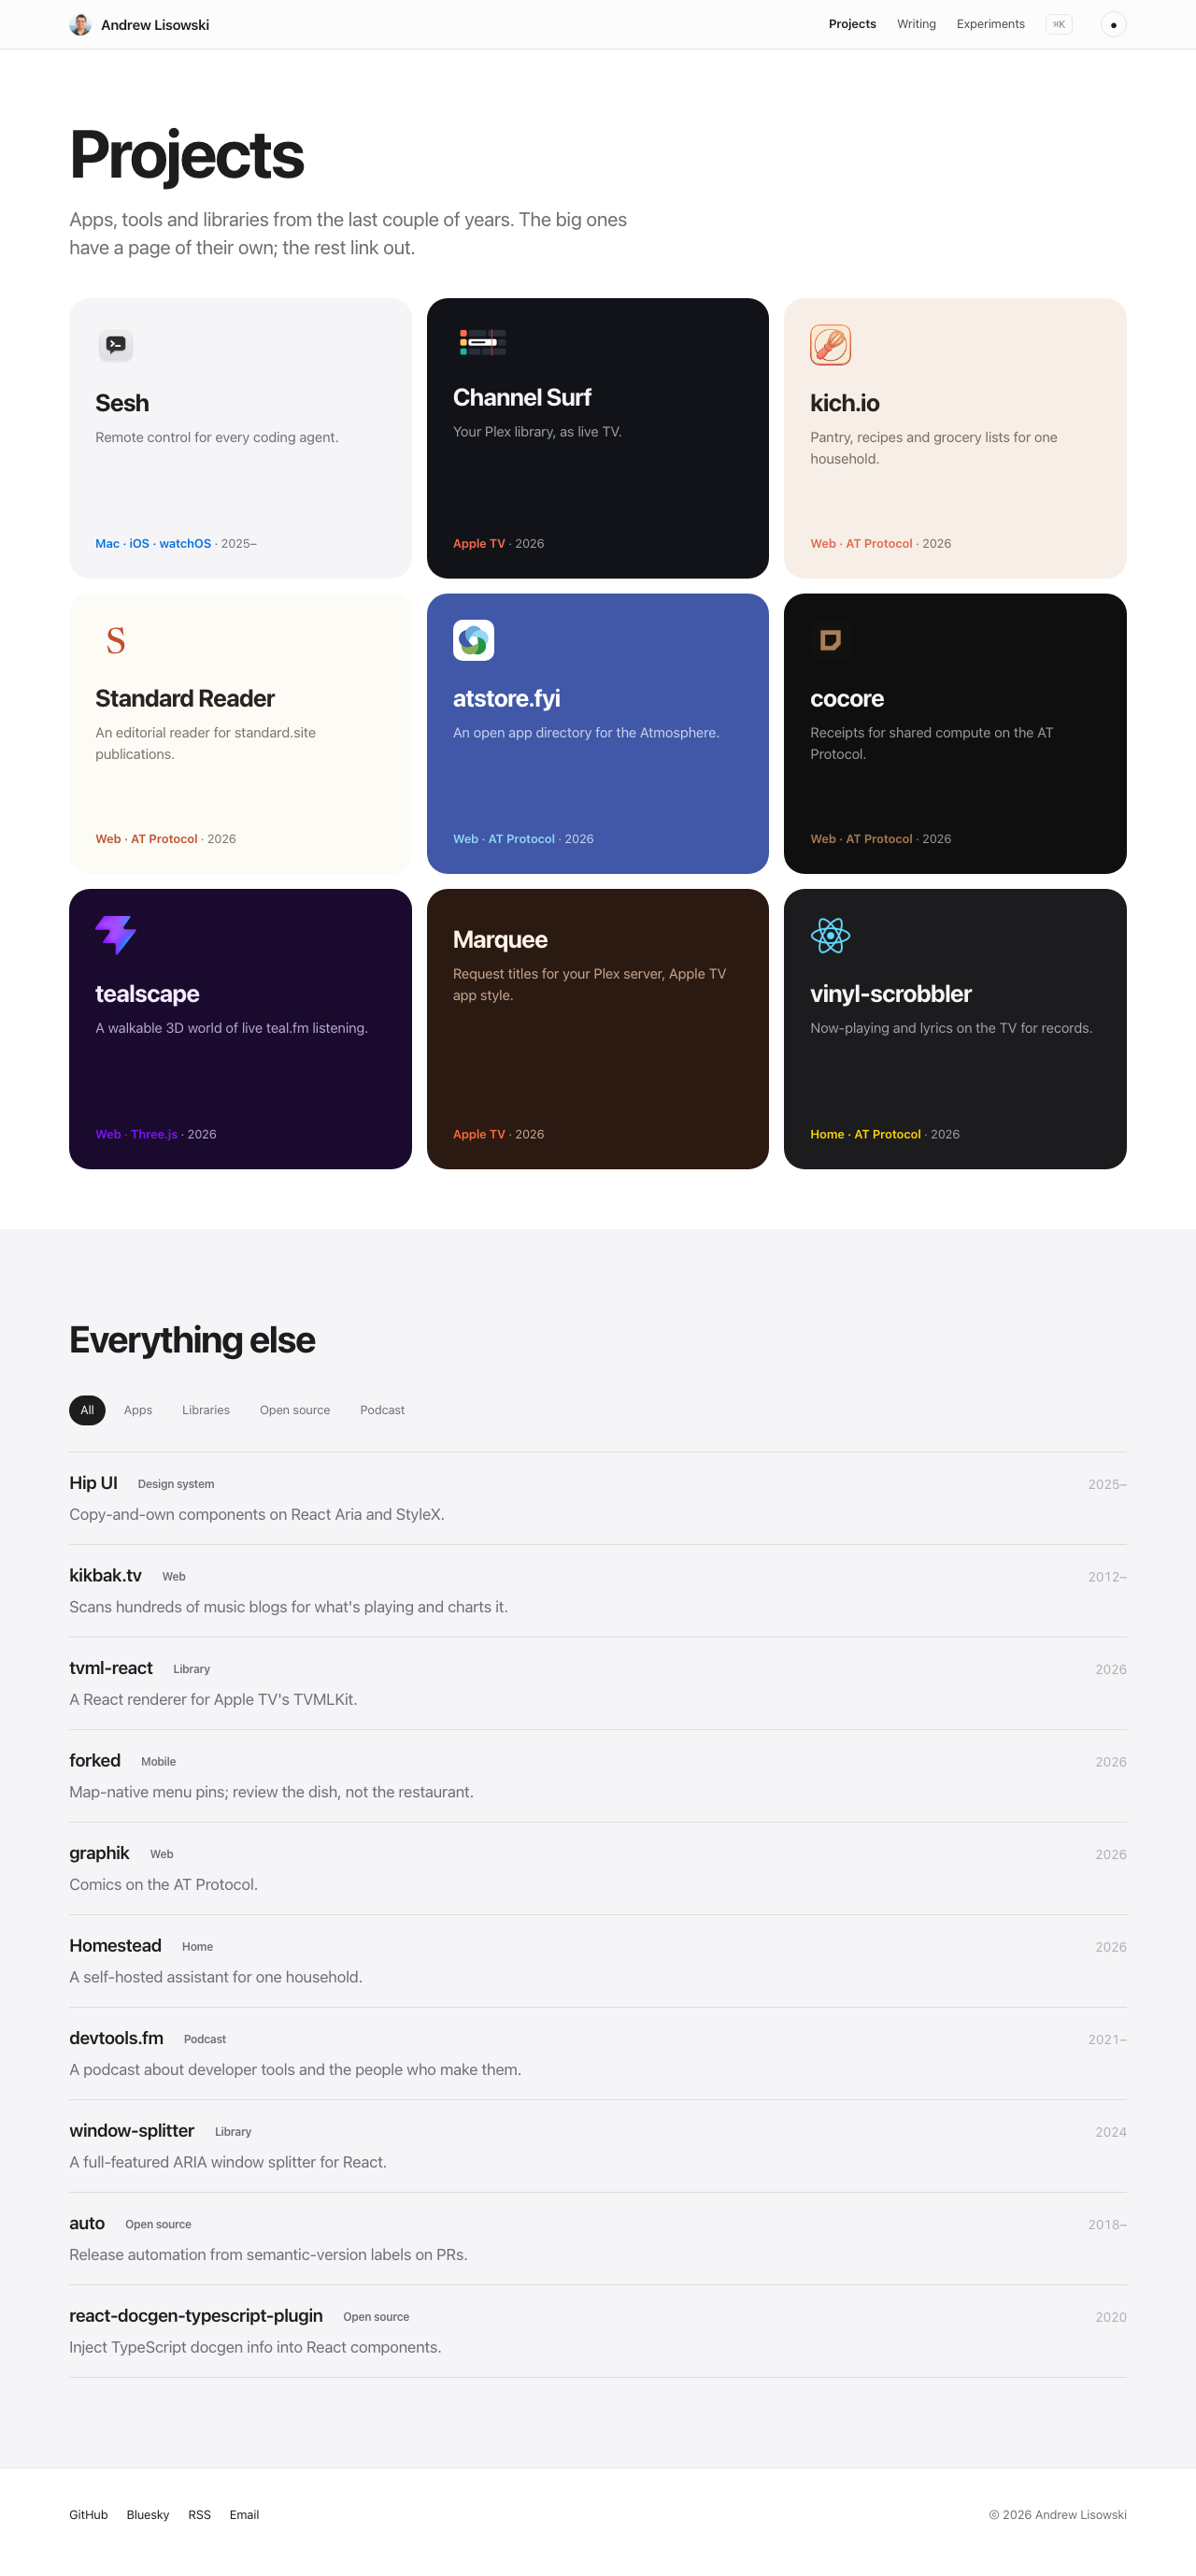 Andrew Lisowski
Projects Writing Experiments ⌘K
Projects
Apps, tools and libraries from the last couple of years. The big ones
have a page of their own; the rest link out.
Sesh
Remote control for every coding agent.
Mac · iOS · watchOS · 2025–
Channel Surf
Your Plex library, as live TV.
Apple TV · 2026
kich.io
Pantry, recipes and grocery lists for one
household.
Web · AT Protocol · 2026
S
Standard Reader
An editorial reader for standard.site
publications.
Web · AT Protocol · 2026
atstore.fyi
An open app directory for the Atmosphere.
Web · AT Protocol · 2026
cocore
Receipts for shared compute on the AT
Protocol.
Web · AT Protocol · 2026
tealscape
A walkable 3D world of live teal.fm listening.
Web · Three.js · 2026
Marquee
Request titles for your Plex server, Apple TV
app style.
Apple TV · 2026
vinyl-scrobbler
Now-playing and lyrics on the TV for records.
Home · AT Protocol · 2026
Everything else
All Apps Libraries Open source Podcast
Hip UI Design system 2025–
Copy-and-own components on React Aria and StyleX.
kikbak.tv Web 2012–
Scans hundreds of music blogs for what's playing and charts it.
tvml-react Library 2026
A React renderer for Apple TV's TVMLKit.
forked Mobile 2026
Map-native menu pins; review the dish, not the restaurant.
graphik Web 2026
Comics on the AT Protocol.
Homestead Home 2026
A self-hosted assistant for one household.
devtools.fm Podcast 2021–
A podcast about developer tools and the people who make them.
window-splitter Library 2024
A full-featured ARIA window splitter for React.
auto Open source 2018–
Release automation from semantic-version labels on PRs.
react-docgen-typescript-plugin Open source 2020
Inject TypeScript docgen info into React components.
GitHub Bluesky RSS Email © 2026 Andrew Lisowski